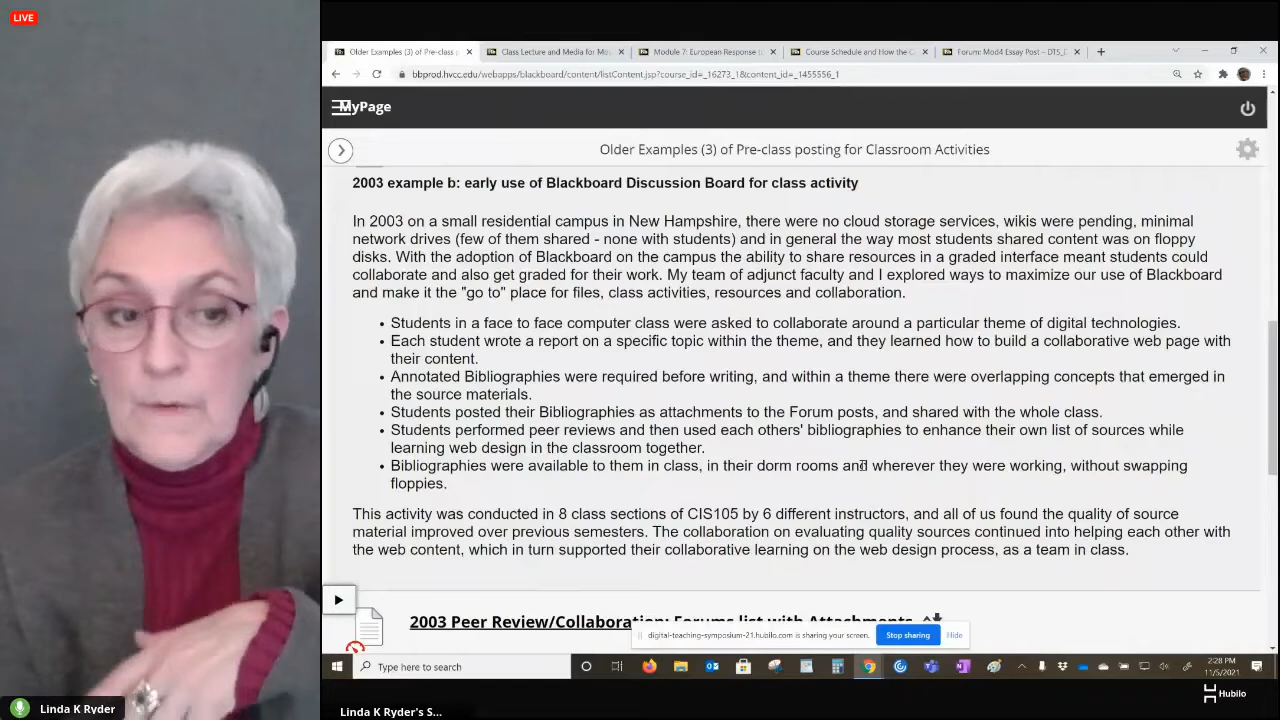 LIVE
Older Examples (3) of Pre-class p
Class Lecture and Media for Mo
Module 7: European Response t
Course Schedule and How the C
Forum: Mod4 Essay Post – DTS_D
bbprod.hvcc.edu/webapps/blackboard/content/listContent.jsp?course_id=_16273_1&content_id=_1455556_1
MyPage
Older Examples (3) of Pre-class posting for Classroom Activities
2003 example b: early use of Blackboard Discussion Board for class activity
In 2003 on a small residential campus in New Hampshire, there were no cloud storage services, wikis were pending, minimal
network drives (few of them shared - none with students) and in general the way most students shared content was on floppy
disks. With the adoption of Blackboard on the campus the ability to share resources in a graded interface meant students could
collaborate and also get graded for their work. My team of adjunct faculty and I explored ways to maximize our use of Blackboard
and make it the "go to" place for files, class activities, resources and collaboration.
• Students in a face to face computer class were asked to collaborate around a particular theme of digital technologies.
• Each student wrote a report on a specific topic within the theme, and they learned how to build a collaborative web page with
their content.
• Annotated Bibliographies were required before writing, and within a theme there were overlapping concepts that emerged in
the source materials.
• Students posted their Bibliographies as attachments to the Forum posts, and shared with the whole class.
• Students performed peer reviews and then used each others' bibliographies to enhance their own list of sources while
learning web design in the classroom together.
• Bibliographies were available to them in class, in their dorm rooms and wherever they were working, without swapping
floppies.
This activity was conducted in 8 class sections of CIS105 by 6 different instructors, and all of us found the quality of source
material improved over previous semesters. The collaboration on evaluating quality sources continued into helping each other with
the web content, which in turn supported their collaborative learning on the web design process, as a team in class.
2003 Peer Review/Collaboration: Forums list with Attachments
digital-teaching-symposium-21.hubilo.com is sharing your screen.
Stop sharing
Hide
Type here to search
2:28 PM
11/5/2021
Hubilo
Linda K Ryder
Linda K Ryder's S...